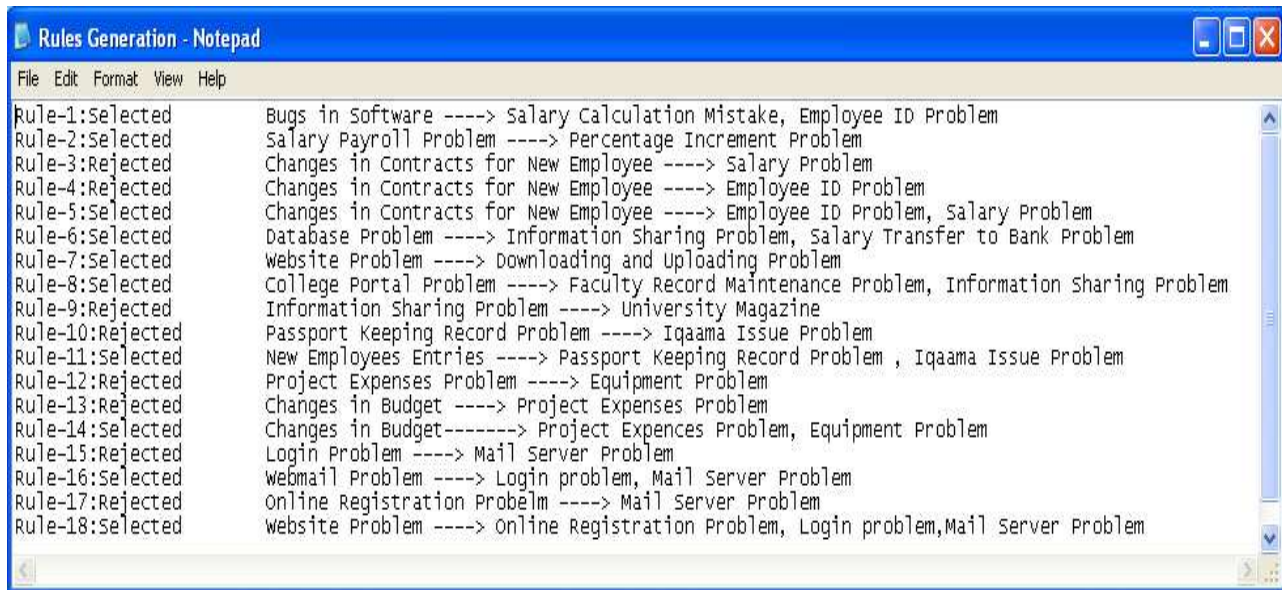 Rules Generation - Notepad
File Edit Format View Help
Rule-1:Selected Bugs in Software ----> Salary Calculation Mistake, Employee ID Problem
Rule-2:Selected Salary Payroll Problem ----> Percentage Increment Problem
Rule-3:Rejected Changes in Contracts for New Employee ----> Salary Problem
Rule-4:Rejected Changes in Contracts for New Employee ----> Employee ID Problem
Rule-5:Selected Changes in Contracts for New Employee ----> Employee ID Problem, Salary Problem
Rule-6:Selected Database Problem ----> Information Sharing Problem, Salary Transfer to Bank Problem
Rule-7:Selected Website Problem ----> Downloading and Uploading Problem
Rule-8:Selected College Portal Problem ----> Faculty Record Maintenance Problem, Information Sharing Problem
Rule-9:Rejected Information Sharing Problem ----> University Magazine
Rule-10:Rejected Passport Keeping Record Problem ----> Iqaama Issue Problem
Rule-11:Selected New Employees Entries ----> Passport Keeping Record Problem , Iqaama Issue Problem
Rule-12:Rejected Project Expenses Problem ----> Equipment Problem
Rule-13:Rejected Changes in Budget ----> Project Expenses Problem
Rule-14:Selected Changes in Budget-------> Project Expences Problem, Equipment Problem
Rule-15:Rejected Login Problem ----> Mail Server Problem
Rule-16:Selected Webmail Problem ----> Login problem, Mail Server Problem
Rule-17:Rejected Online Registration Probelm ----> Mail Server Problem
Rule-18:Selected Website Problem ----> Online Registration Problem, Login problem,Mail Server Problem